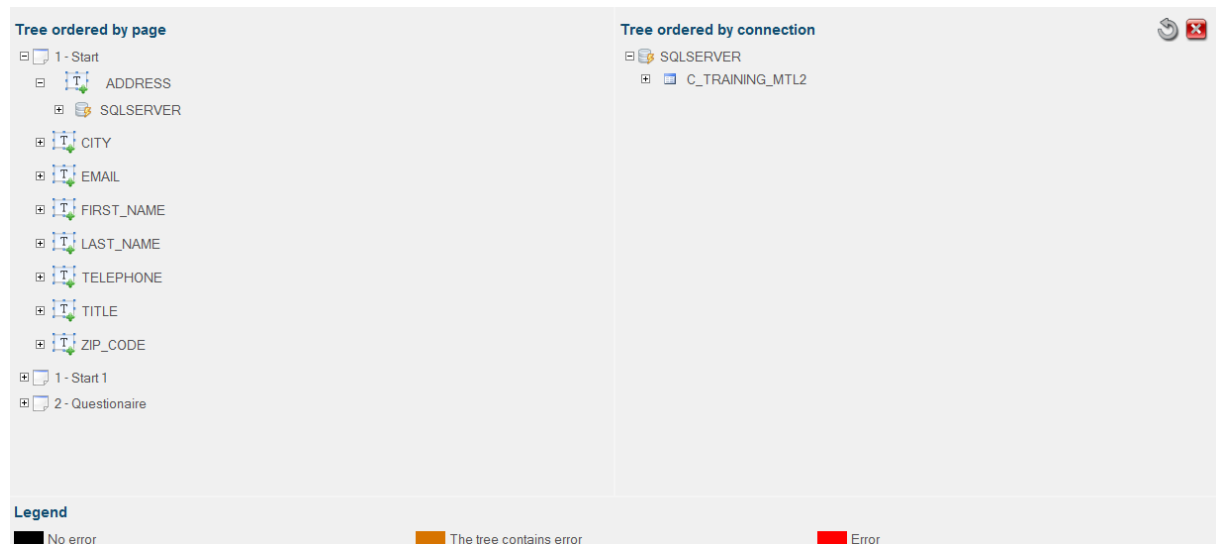 Tree ordered by page
1 - Start
ADDRESS
SQLSERVER
CITY
EMAIL
FIRST_NAME
LAST_NAME
TELEPHONE
TITLE
ZIP_CODE
1 - Start 1
2 - Questionaire
Tree ordered by connection
SQLSERVER
C_TRAINING_MTL2
Legend
No error
The tree contains error
Error